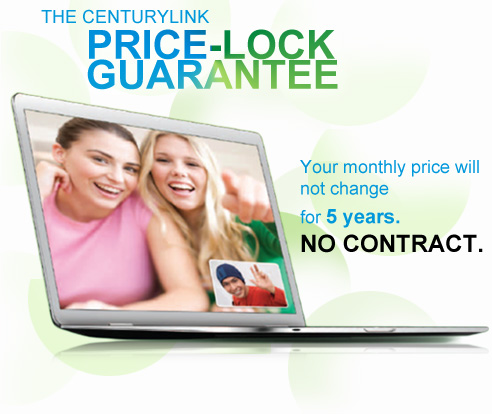 THE CENTURYLINK
PRICE-LOCK
GUARANTEE
Your monthly price will
not change
for 5 years.
NO CONTRACT.